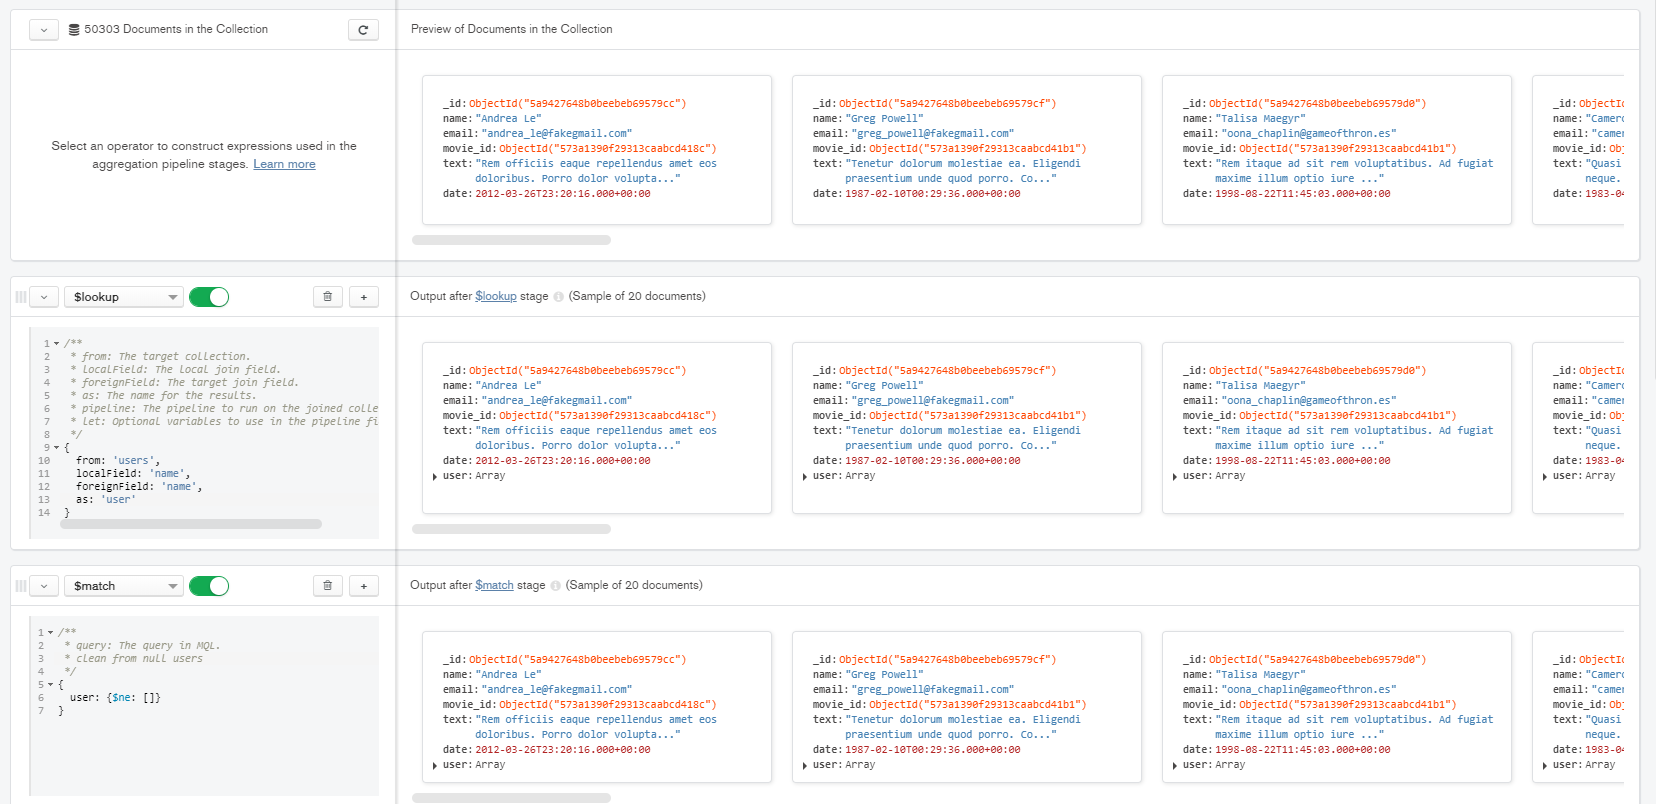 50303 Documents in the Collection
Preview of Documents in the Collection
Select an operator to construct expressions used in the
aggregation pipeline stages. Learn more
_id: ObjectId("5a9427648b0beebeb69579cc")
name: "Andrea Le"
email: "andrea_le@fakegmail.com"
movie_id: ObjectId("573a1390f29313caabcd418c")
text: "Rem officiis eaque repellendus amet eos
doloribus. Porro dolor volupta..."
date: 2012-03-26T23:20:16.000+00:00
_id: ObjectId("5a9427648b0beebeb69579cf")
name: "Greg Powell"
email: "greg_powell@fakegmail.com"
movie_id: ObjectId("573a1390f29313caabcd41b1")
text: "Tenetur dolorum molestiae ea. Eligendi
praesentium unde quod porro. Co..."
date: 1987-02-10T00:29:36.000+00:00
_id: ObjectId("5a9427648b0beebeb69579d0")
name: "Talisa Maegyr"
email: "oona_chaplin@gameofthron.es"
movie_id: ObjectId("573a1390f29313caabcd41b1")
text: "Rem itaque ad sit rem voluptatibus. Ad fugiat
maxime illum optio iure ..."
date: 1998-08-22T11:45:03.000+00:00
_id: ObjectI
name: "Camero
email: "camer
movie_id: Obj
text: "Quasi
neque.
date: 1983-04
$lookup
Output after $lookup stage (Sample of 20 documents)
1 /**
2 * from: The target collection.
3 * localField: The local join field.
4 * foreignField: The target join field.
5 * as: The name for the results.
6 * pipeline: The pipeline to run on the joined colle
7 * let: Optional variables to use in the pipeline fi
8 */
9 {
10 from: 'users',
11 localField: 'name',
12 foreignField: 'name',
13 as: 'user'
14 }
_id: ObjectId("5a9427648b0beebeb69579cc")
name: "Andrea Le"
email: "andrea_le@fakegmail.com"
movie_id: ObjectId("573a1390f29313caabcd418c")
text: "Rem officiis eaque repellendus amet eos
doloribus. Porro dolor volupta..."
date: 2012-03-26T23:20:16.000+00:00
user: Array
_id: ObjectId("5a9427648b0beebeb69579cf")
name: "Greg Powell"
email: "greg_powell@fakegmail.com"
movie_id: ObjectId("573a1390f29313caabcd41b1")
text: "Tenetur dolorum molestiae ea. Eligendi
praesentium unde quod porro. Co..."
date: 1987-02-10T00:29:36.000+00:00
user: Array
_id: ObjectId("5a9427648b0beebeb69579d0")
name: "Talisa Maegyr"
email: "oona_chaplin@gameofthron.es"
movie_id: ObjectId("573a1390f29313caabcd41b1")
text: "Rem itaque ad sit rem voluptatibus. Ad fugiat
maxime illum optio iure ..."
date: 1998-08-22T11:45:03.000+00:00
user: Array
_id: ObjectI
name: "Camero
email: "camer
movie_id: Obj
text: "Quasi
neque.
date: 1983-04
user: Array
$match
Output after $match stage (Sample of 20 documents)
1 /**
2 * query: The query in MQL.
3 * clean from null users
4 */
5 {
6 user: {$ne: []}
7 }
_id: ObjectId("5a9427648b0beebeb69579cc")
name: "Andrea Le"
email: "andrea_le@fakegmail.com"
movie_id: ObjectId("573a1390f29313caabcd418c")
text: "Rem officiis eaque repellendus amet eos
doloribus. Porro dolor volupta..."
date: 2012-03-26T23:20:16.000+00:00
user: Array
_id: ObjectId("5a9427648b0beebeb69579cf")
name: "Greg Powell"
email: "greg_powell@fakegmail.com"
movie_id: ObjectId("573a1390f29313caabcd41b1")
text: "Tenetur dolorum molestiae ea. Eligendi
praesentium unde quod porro. Co..."
date: 1987-02-10T00:29:36.000+00:00
user: Array
_id: ObjectId("5a9427648b0beebeb69579d0")
name: "Talisa Maegyr"
email: "oona_chaplin@gameofthron.es"
movie_id: ObjectId("573a1390f29313caabcd41b1")
text: "Rem itaque ad sit rem voluptatibus. Ad fugiat
maxime illum optio iure ..."
date: 1998-08-22T11:45:03.000+00:00
user: Array
_id: ObjectI
name: "Camero
email: "camer
movie_id: Obj
text: "Quasi
neque.
date: 1983-04
user: Array